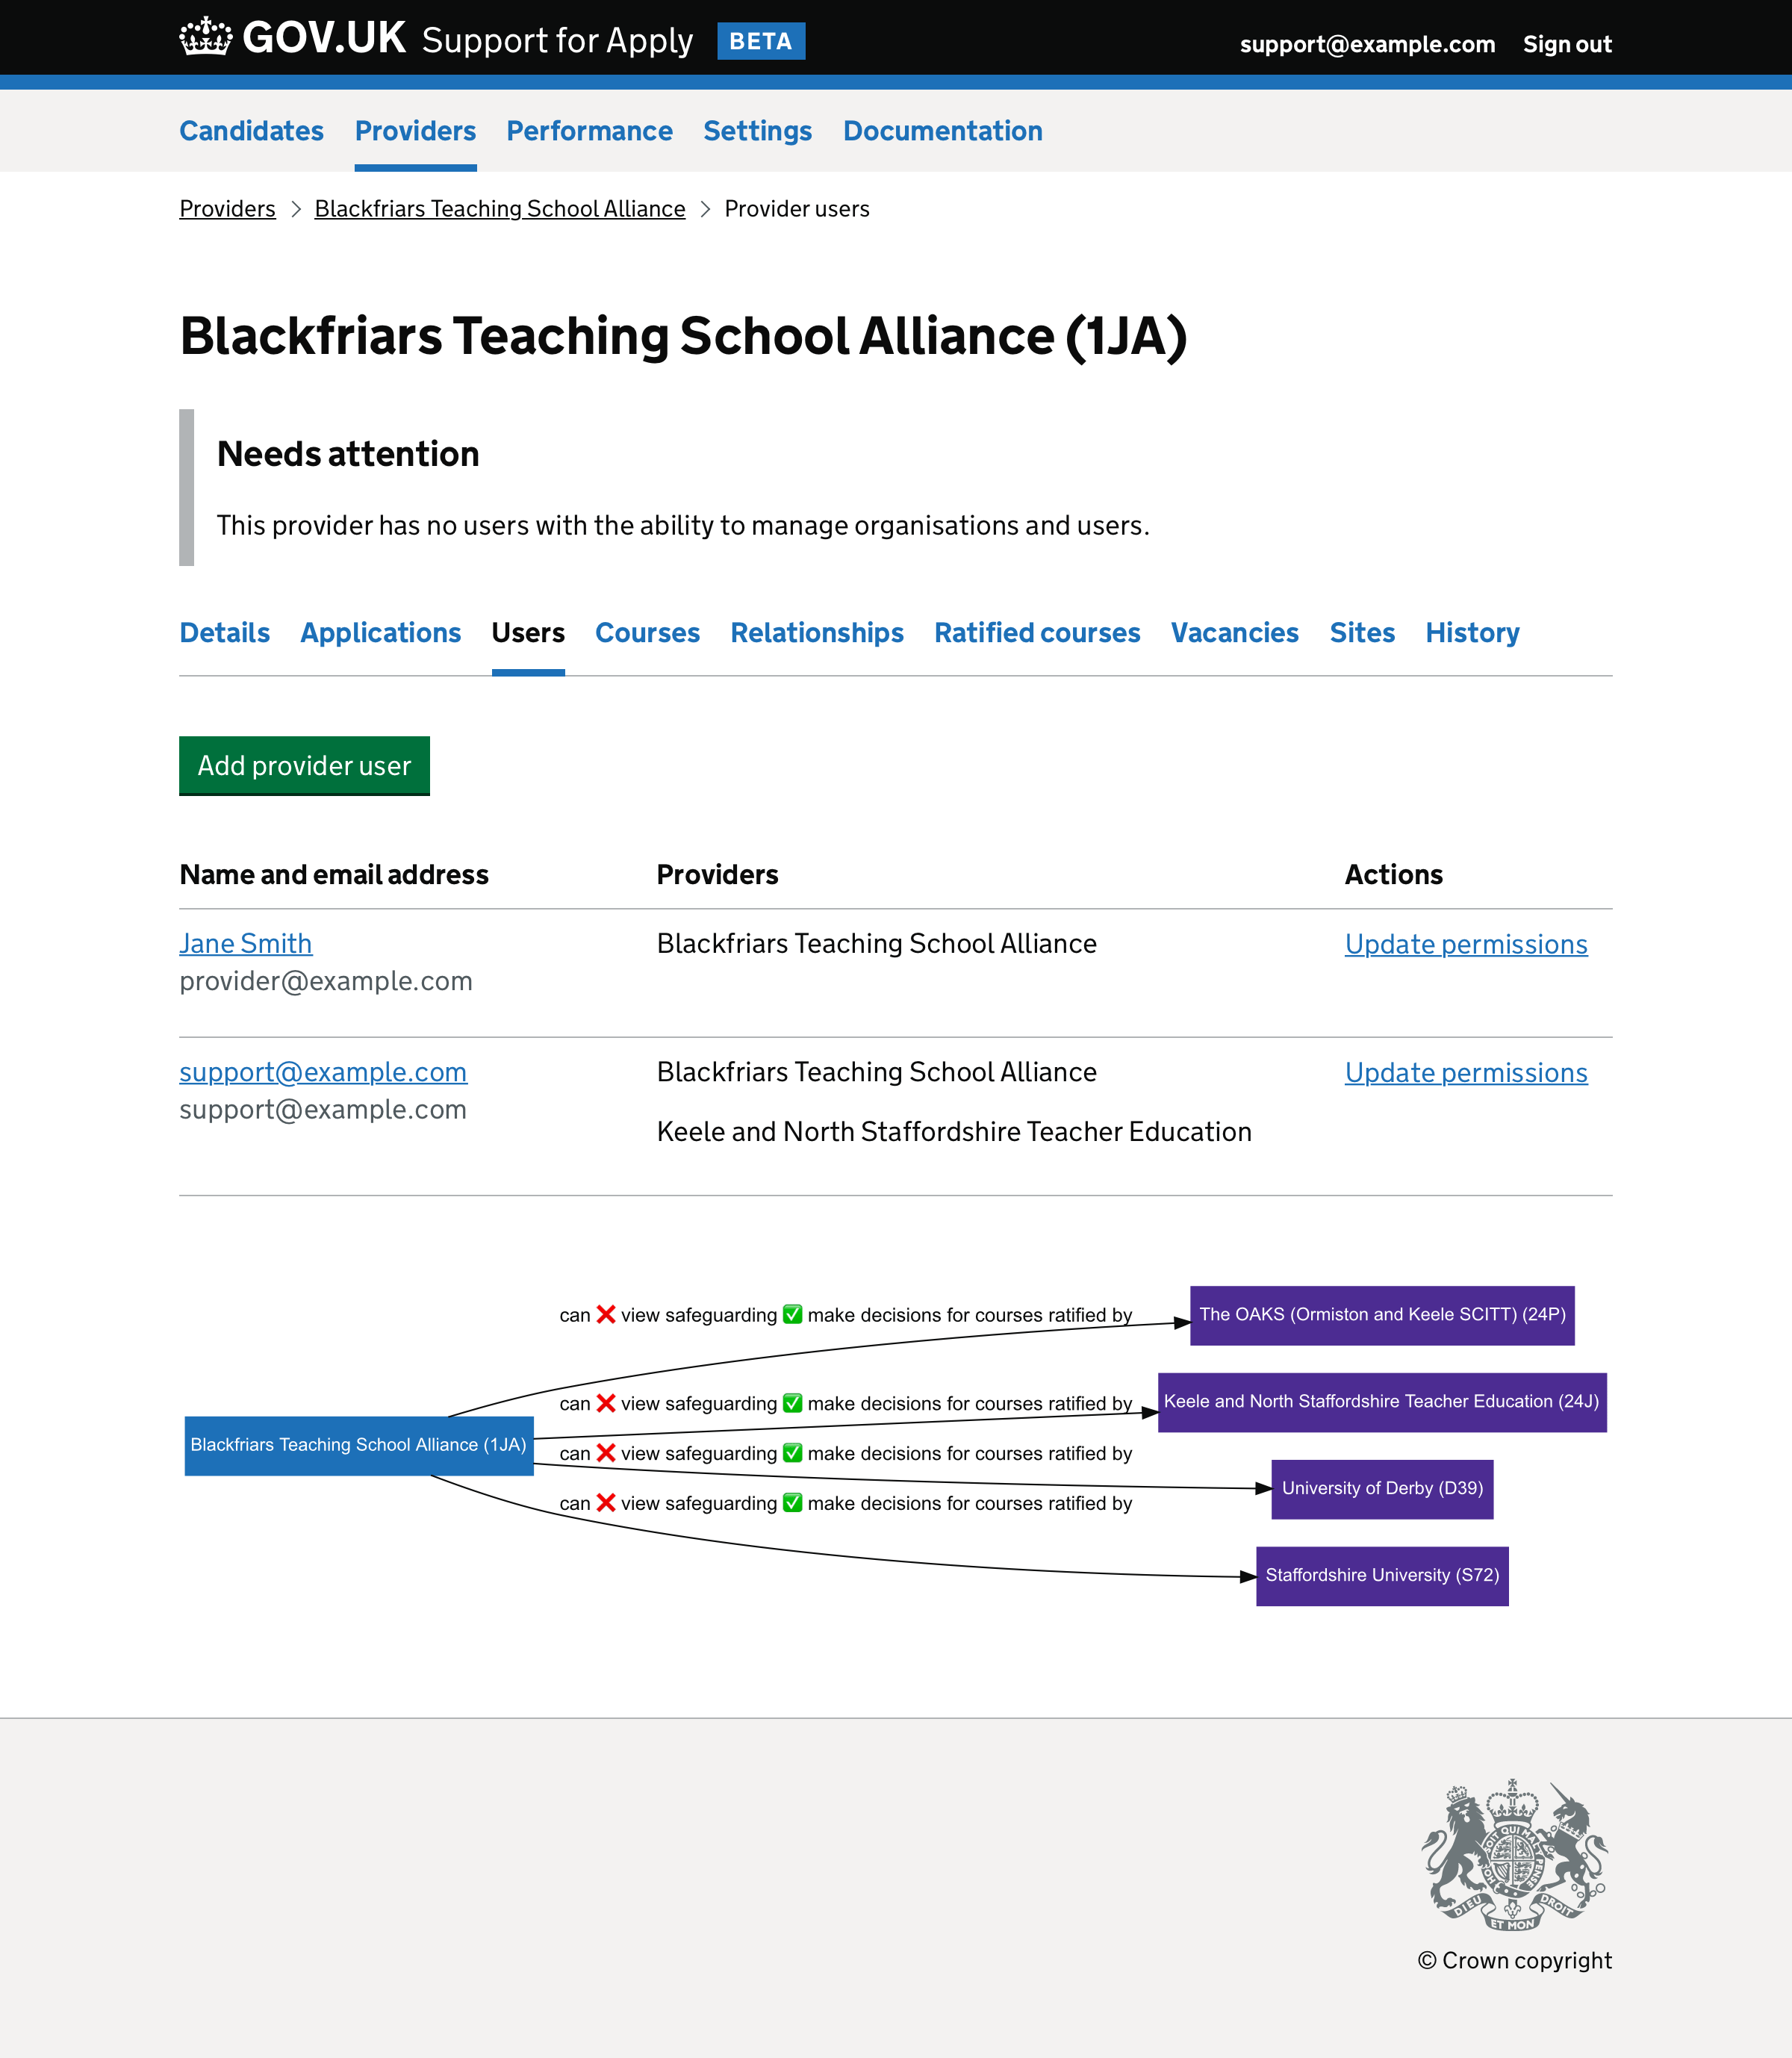 GOV.UK Support for Apply BETA support@example.com Sign out
Candidates Providers Performance Settings Documentation
Providers Blackfriars Teaching School Alliance Provider users
Blackfriars Teaching School Alliance (1JA)
Needs attention
This provider has no users with the ability to manage organisations and users.
Details Applications Users Courses Relationships Ratified courses Vacancies Sites History
Add provider user
Name and email address Providers Actions
Jane Smith Blackfriars Teaching School Alliance Update permissions
provider@example.com
support@example.com Blackfriars Teaching School Alliance Update permissions
support@example.com
Keele and North Staffordshire Teacher Education
can ❌ view safeguarding ✅ make decisions for courses ratified by
The OAKS (Ormiston and Keele SCITT) (24P)
can ❌ view safeguarding ✅ make decisions for courses ratified by
Keele and North Staffordshire Teacher Education (24J)
Blackfriars Teaching School Alliance (1JA)
can ❌ view safeguarding ✅ make decisions for courses ratified by
University of Derby (D39)
can ❌ view safeguarding ✅ make decisions for courses ratified by
Staffordshire University (S72)
DIEU ET MON DROIT
© Crown copyright